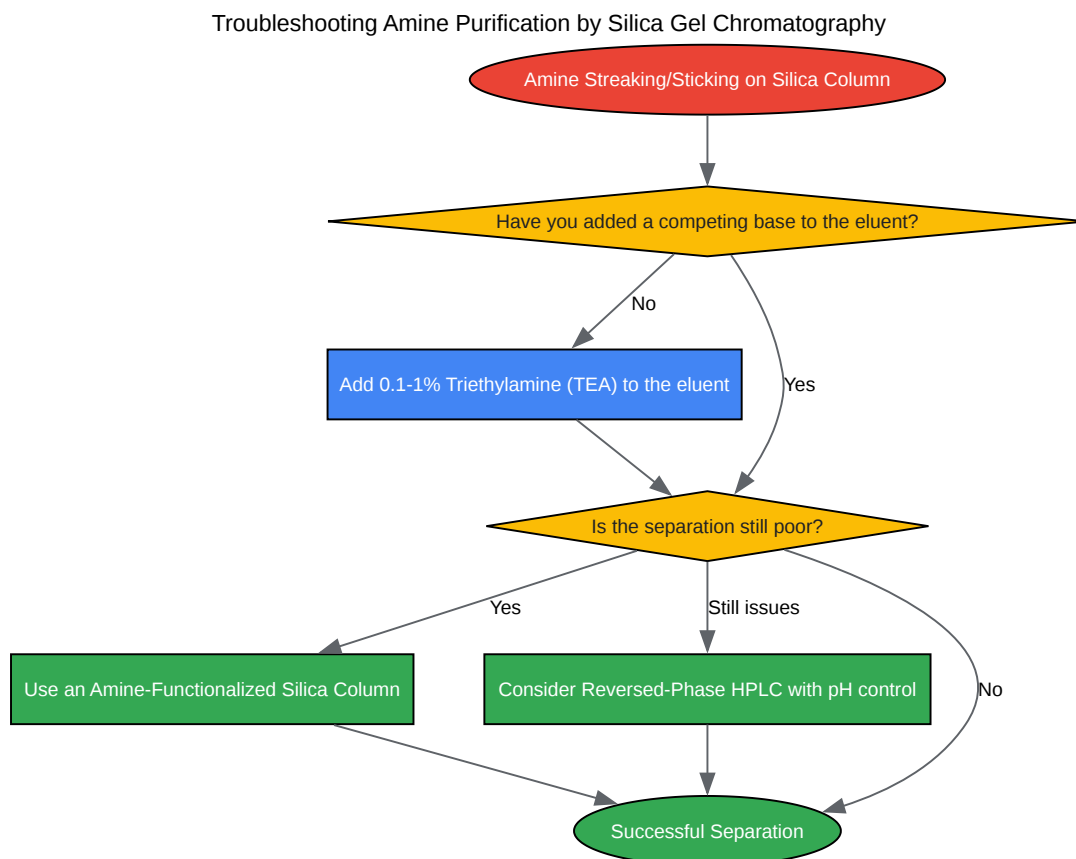 Troubleshooting Amine Purification by Silica Gel Chromatography
Amine Streaking/Sticking on Silica Column
Have you added a competing base to the eluent?
No
Add 0.1-1% Triethylamine (TEA) to the eluent
Yes
Is the separation still poor?
Yes
Still issues
Use an Amine-Functionalized Silica Column
Consider Reversed-Phase HPLC with pH control
No
Successful Separation